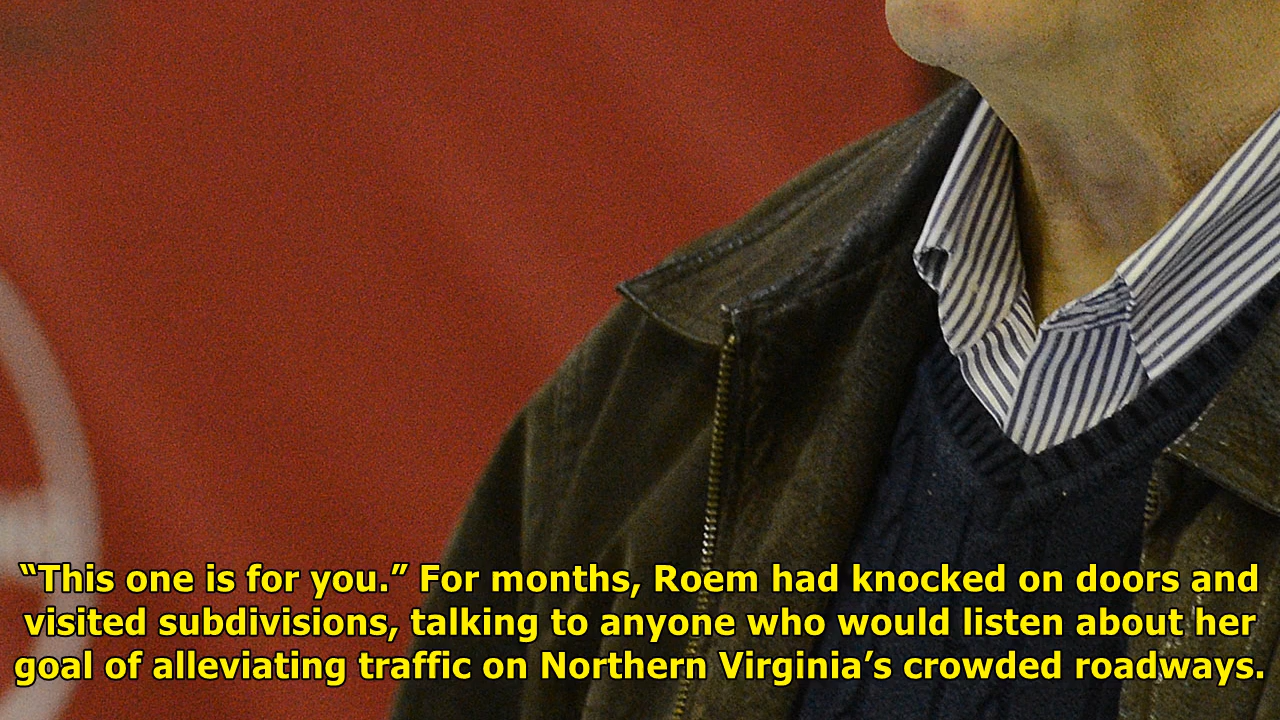 “This one is for you.” For months, Roem had knocked on doors and
visited subdivisions, talking to anyone who would listen about her
goal of alleviating traffic on Northern Virginia’s crowded roadways.